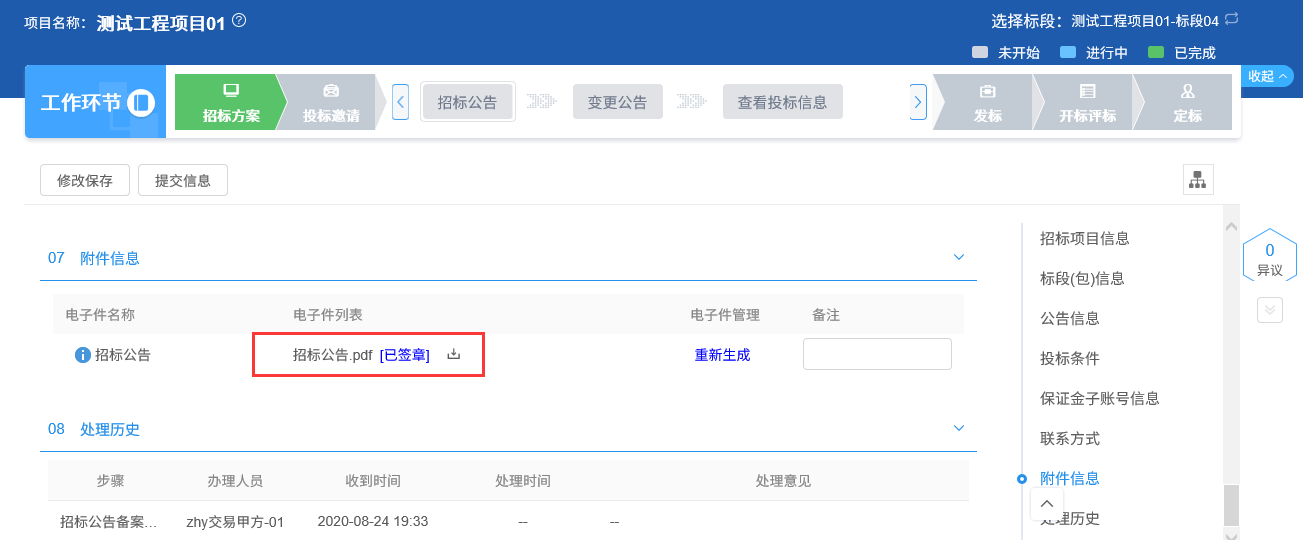 项目名称： 测试工程项目01 ?
选择标段： 测试工程项目01-标段04
未开始 进行中 已完成
工作环节
招标方案
投标邀请
招标公告
变更公告
查看投标信息
发标
开标评标
定标
收起
修改保存
提交信息
07 附件信息
电子件名称 电子件列表 电子件管理 备注
招标公告 招标公告.pdf [已签章] 重新生成
08 处理历史
步骤 办理人员 收到时间 处理时间 处理意见
招标公告备案... zhy交易甲方-01 2020-08-24 19:33 -- --
招标项目信息
标段(包)信息
公告信息
投标条件
保证金子账号信息
联系方式
附件信息
处理历史
0
异议